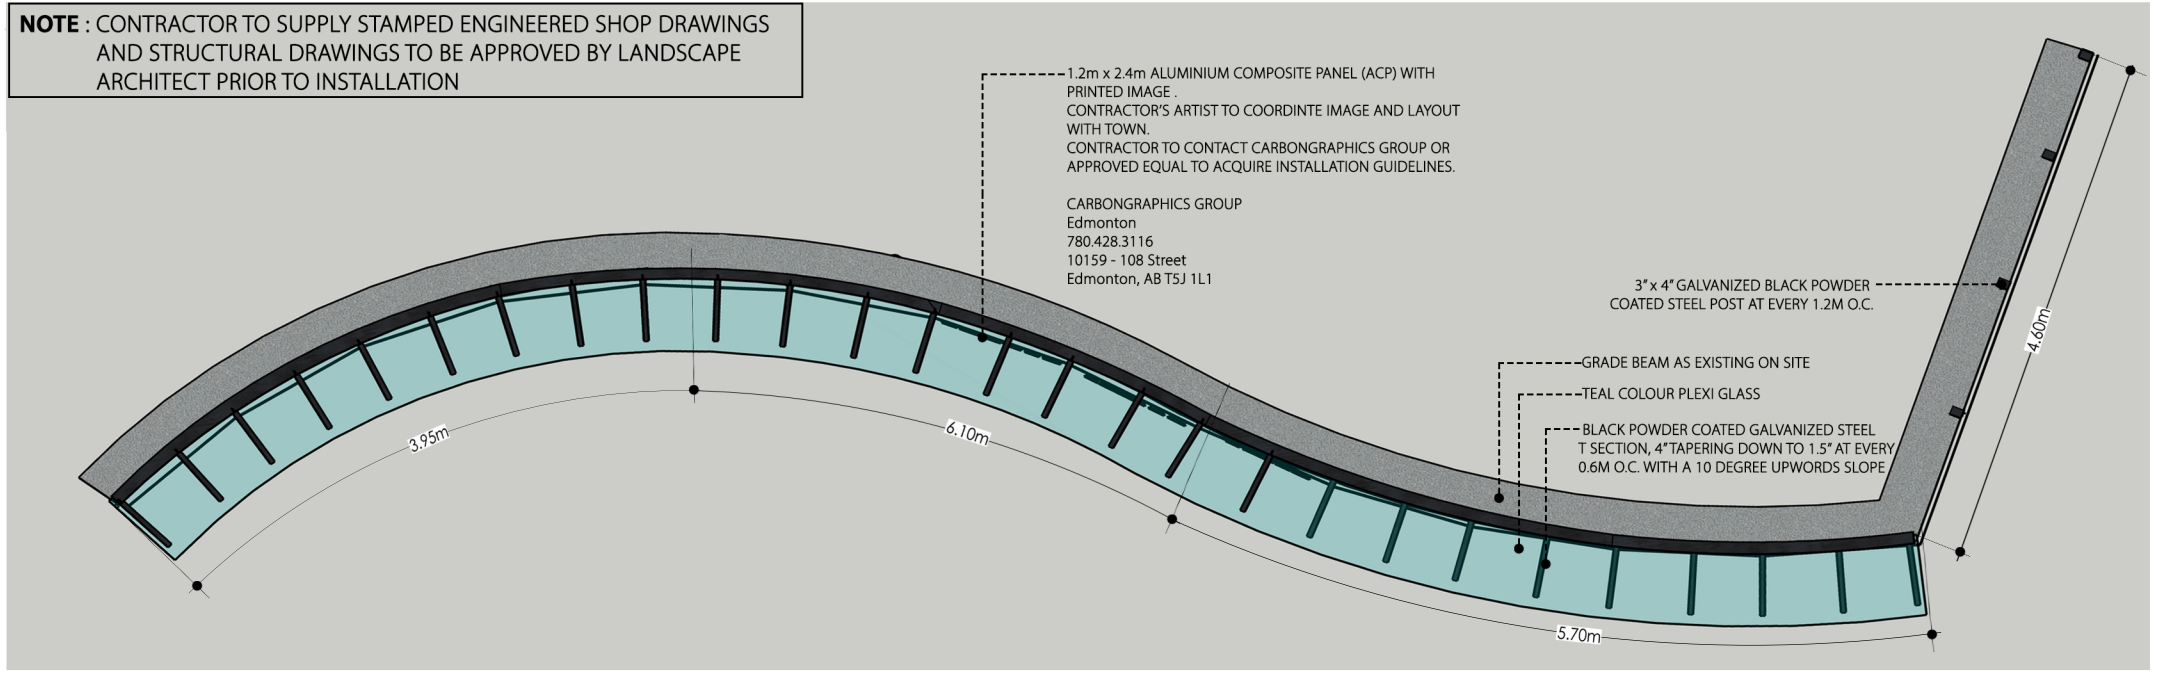 NOTE : CONTRACTOR TO SUPPLY STAMPED ENGINEERED SHOP DRAWINGS
AND STRUCTURAL DRAWINGS TO BE APPROVED BY LANDSCAPE
ARCHITECT PRIOR TO INSTALLATION
1.2m x 2.4m ALUMINIUM COMPOSITE PANEL (ACP) WITH
PRINTED IMAGE .
CONTRACTOR'S ARTIST TO COORDINTE IMAGE AND LAYOUT
WITH TOWN.
CONTRACTOR TO CONTACT CARBONGRAPHICS GROUP OR
APPROVED EQUAL TO ACQUIRE INSTALLATION GUIDELINES.
CARBONGRAPHICS GROUP
Edmonton
780.428.3116
10159 - 108 Street
Edmonton, AB T5J 1L1
3" x 4" GALVANIZED BLACK POWDER
COATED STEEL POST AT EVERY 1.2M O.C.
4.60m
GRADE BEAM AS EXISTING ON SITE
TEAL COLOUR PLEXI GLASS
BLACK POWDER COATED GALVANIZED STEEL
T SECTION, 4" TAPERING DOWN TO 1.5" AT EVERY
0.6M O.C. WITH A 10 DEGREE UPWORDS SLOPE
3.95m
6.10m
5.70m